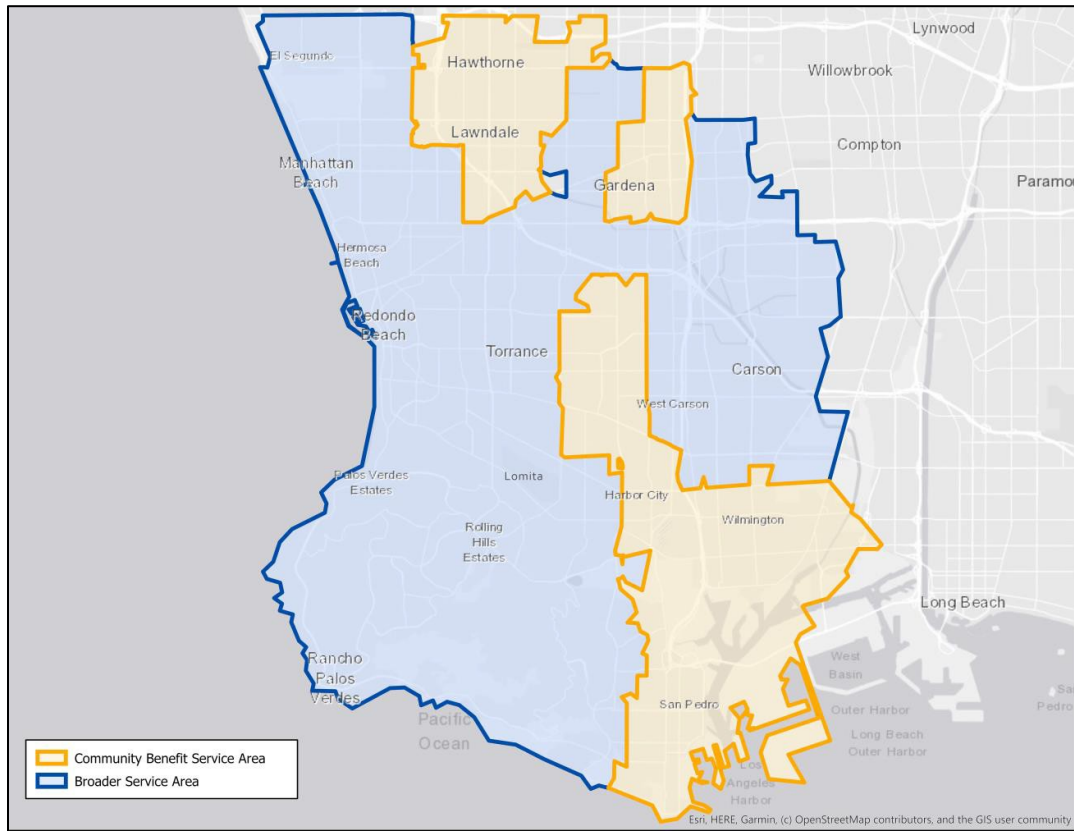 Lynwood
El Segundo
Hawthorne
Willowbrook
Lawndale
Compton
Manhattan
Beach
Gardena
Paramou
Hermosa
Beach
Redondo
Beach
Torrance
Carson
West Carson
Palos Verdes
Estates
Lomita
Harbor City
Wilmington
Rolling
Hills
Estates
Long Beach
Rancho
Palos
Verdes
West
Basin
San Pedro
Outer Harbor
Pacific
Ocean
Long Beach
Outer Harbor
Los
Angeles
Harbor
Sa
Pedro
Community Benefit Service Area
Broader Service Area
Esri, HERE, Garmin, (c) OpenStreetMap contributors, and the GIS user community